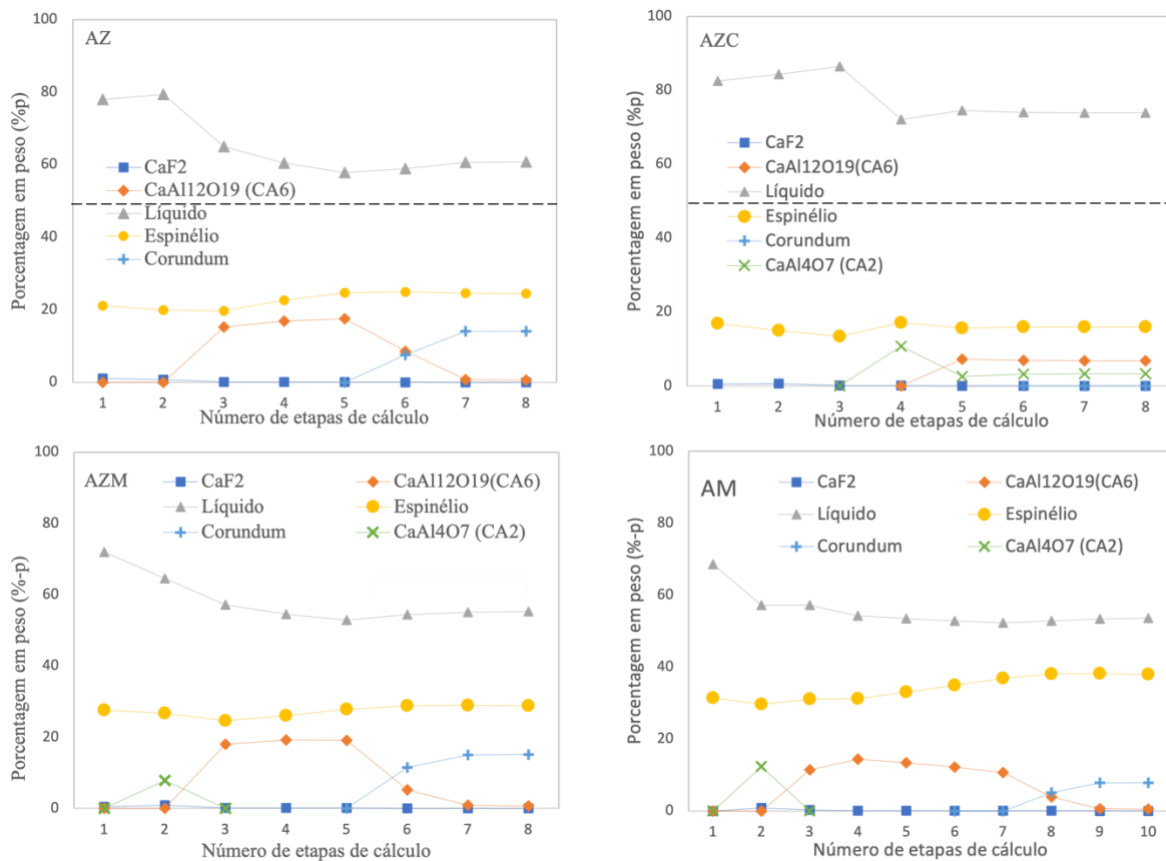 AZ
Porcentagem em peso (%p)
100
80
60
40
20
0
CaF2
CaAl12O19 (CA6)
Líquido
Espinélio
Corundum
1 2 3 4 5 6 7 8
Número de etapas de cálculo
AZC
Porcentagem em peso (%p)
100
80
60
40
20
0
CaF2
CaAl12O19(CA6)
Líquido
Espinélio
Corundum
CaAl4O7 (CA2)
1 2 3 4 5 6 7 8
Número de etapas de cálculo
AZM
Porcentagem em peso (%-p)
100
80
60
40
20
0
CaF2 CaAl12O19(CA6)
Líquido Espinélio
Corundum CaAl4O7 (CA2)
1 2 3 4 5 6 7 8
Número de etapas de cálculo
AM
Porcentagem em peso (%-p)
100
80
60
40
20
0
CaF2 CaAl12O19(CA6)
Líquido Espinélio
Corundum CaAl4O7 (CA2)
1 2 3 4 5 6 7 8 9 10
Número de etapas de cálculo